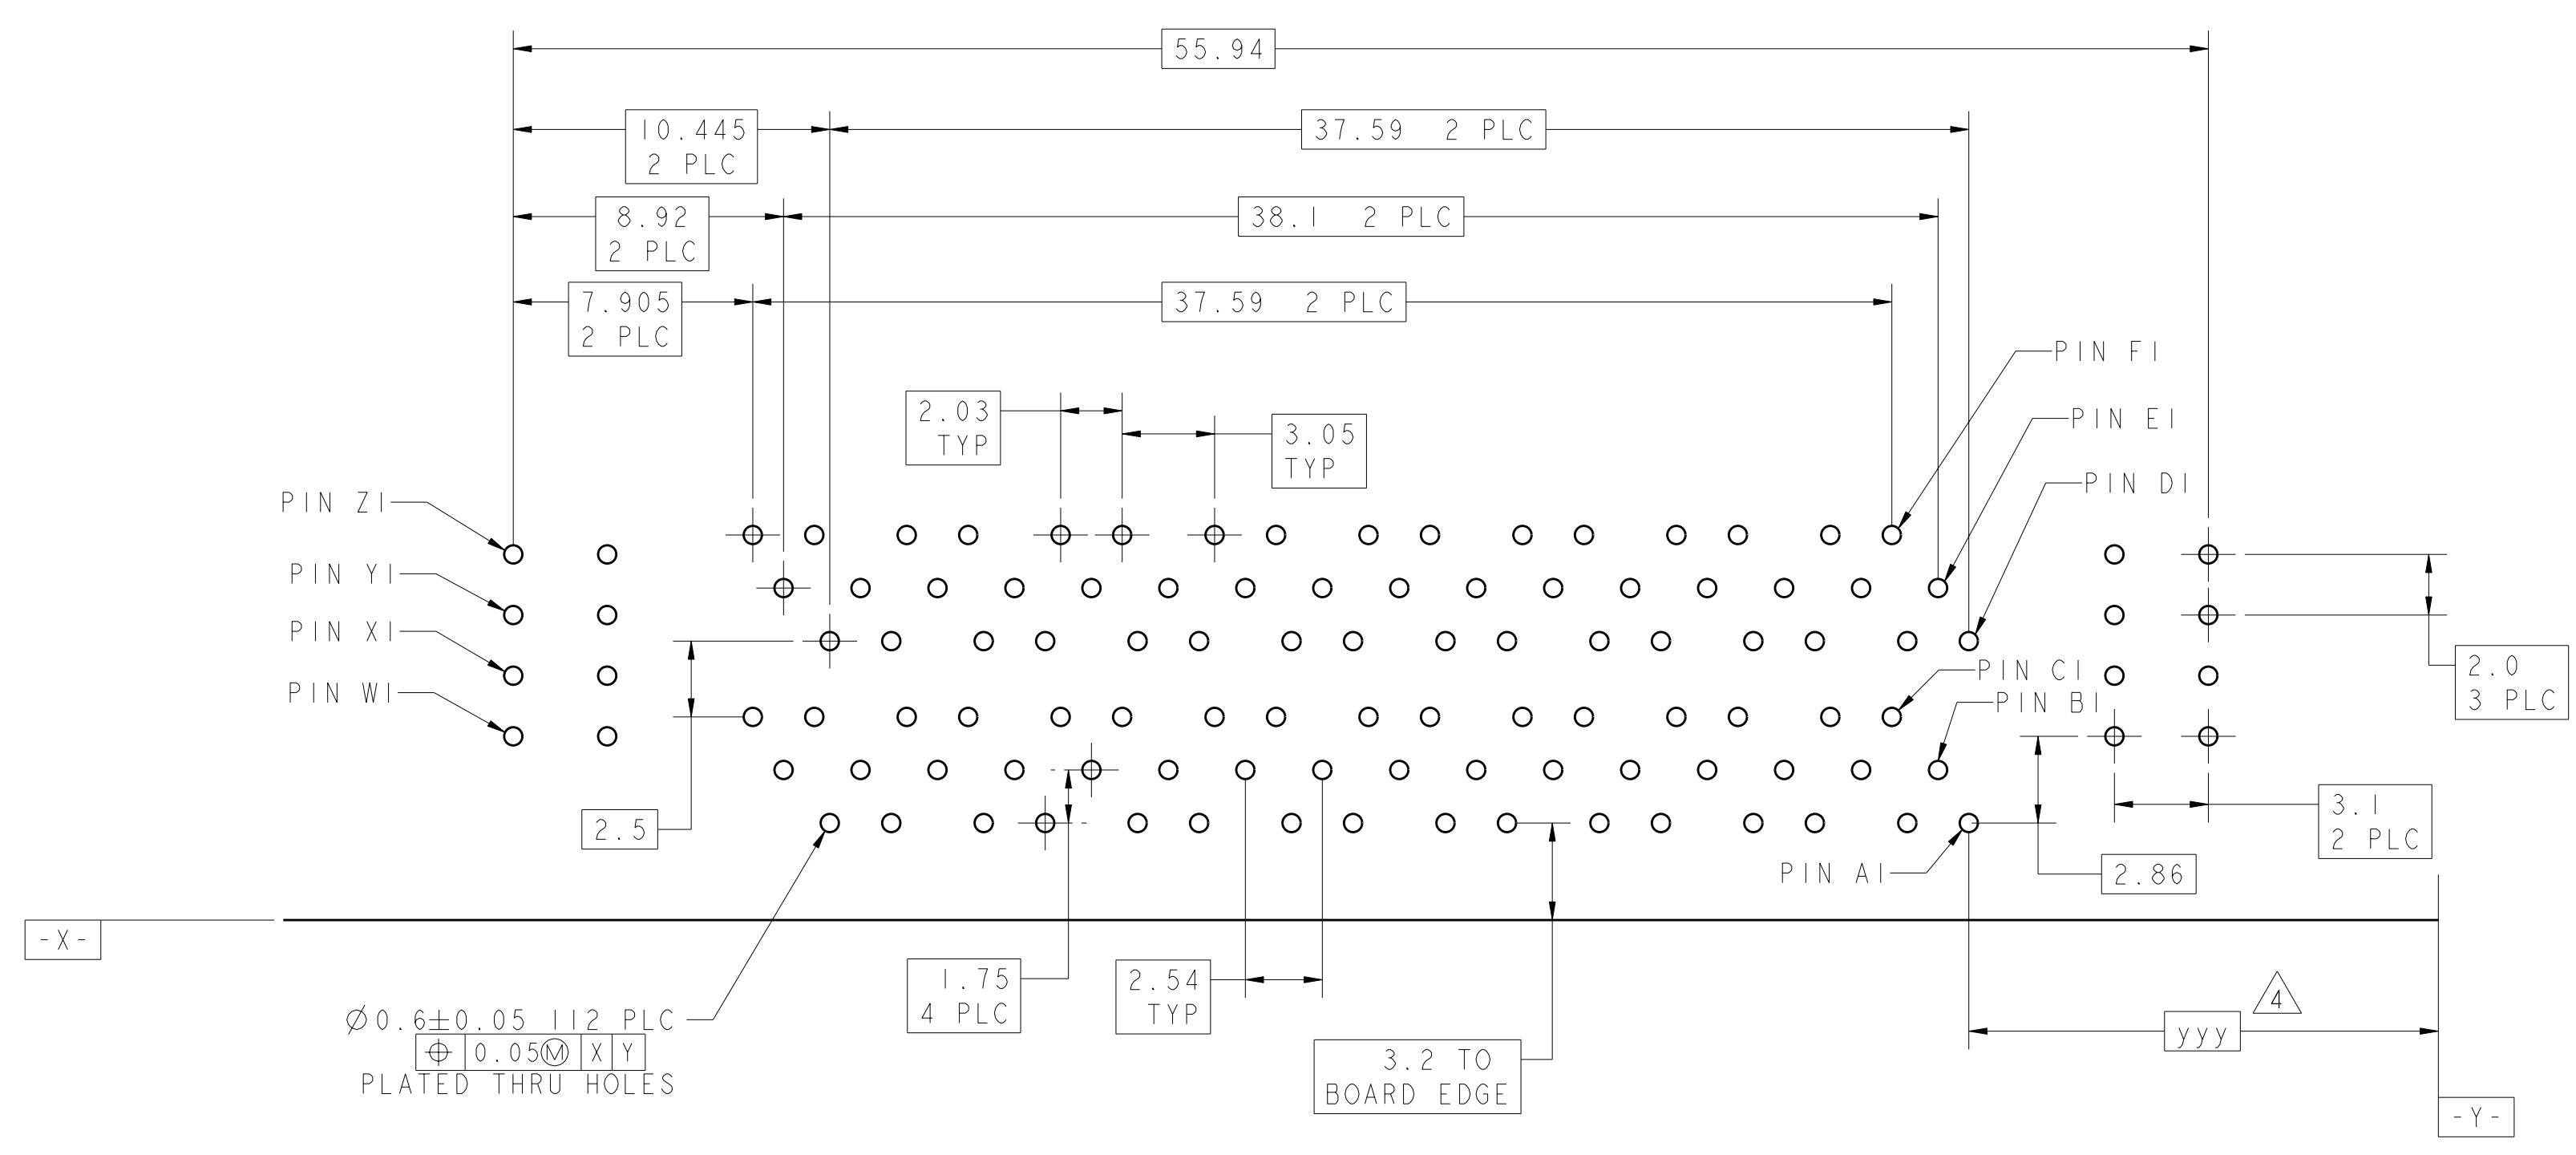 55.94
10.445
2 PLC
37.59 2 PLC
8.92
2 PLC
38.1 2 PLC
7.905
2 PLC
37.59 2 PLC
PIN F1
2.03
TYP
3.05
TYP
PIN E1
PIN D1
PIN Z1
PIN Y1
PIN X1
PIN W1
PIN C1
PIN B1
2.0
3 PLC
2.5
3.1
2 PLC
PIN A1
2.86
-X-
1.75
4 PLC
2.54
TYP
4
yyy
Ø0.6±0.05 112 PLC
⌖ 0.05Ⓜ X Y
PLATED THRU HOLES
3.2 TO
BOARD EDGE
-Y-